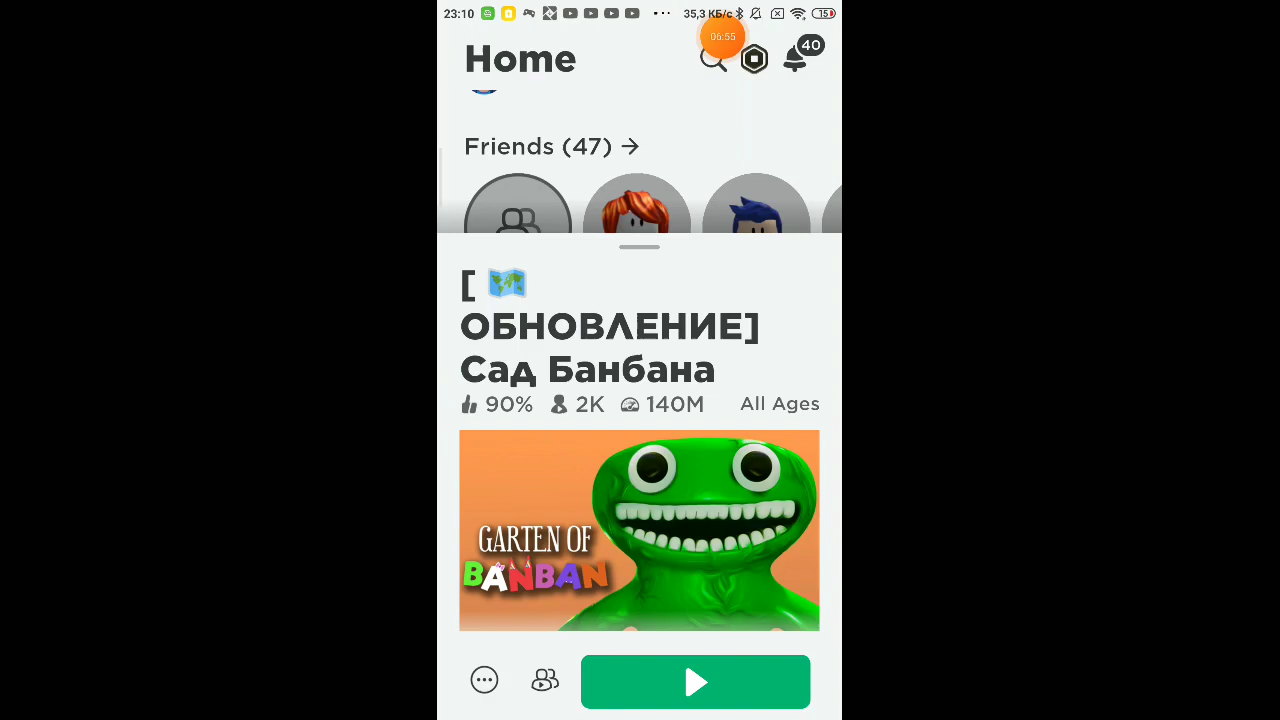 23:10 35,3 КБ/с 15
06:55
Home 40
Friends (47) →
[ 🗺️
ОБНОВЛЕНИЕ]
Сад Банбана
90% 2K 140M All Ages
GARTEN OF
BANBAN